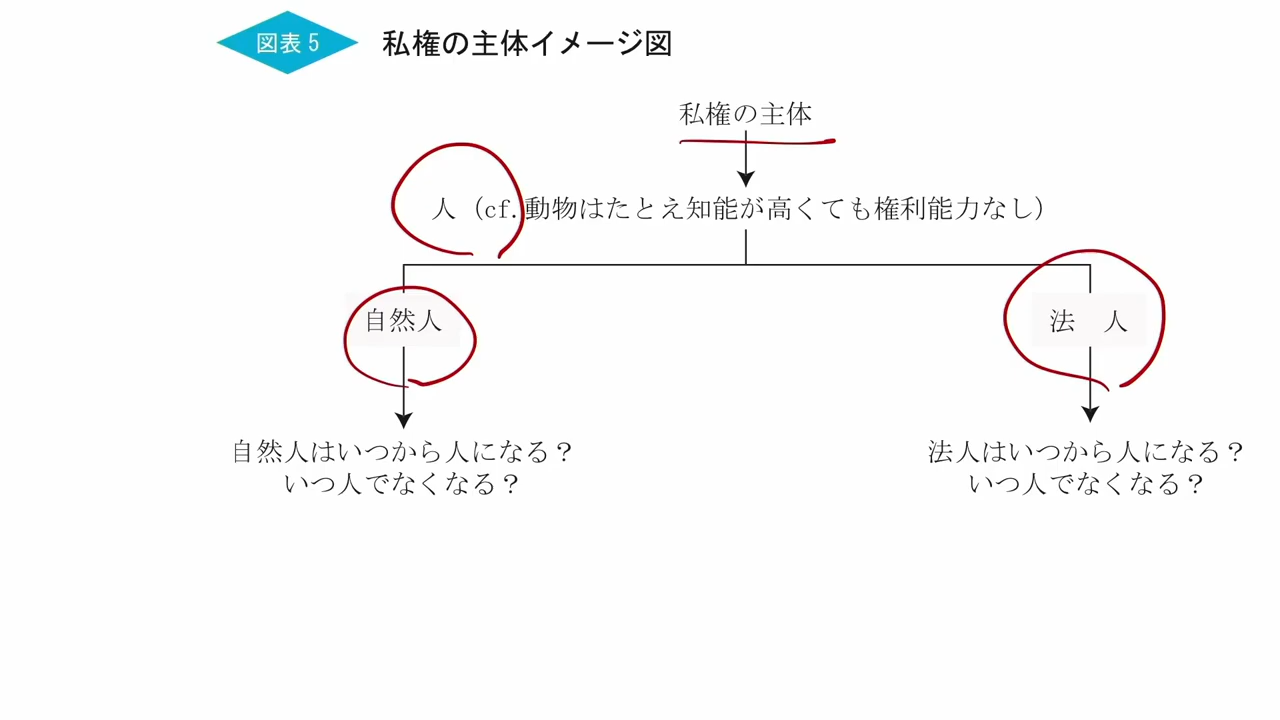 図表5
私権の主体イメージ図
私権の主体
人（cf.動物はたとえ知能が高くても権利能力なし）
自然人
法　人
自然人はいつから人になる？
いつ人でなくなる？
法人はいつから人になる？
いつ人でなくなる？